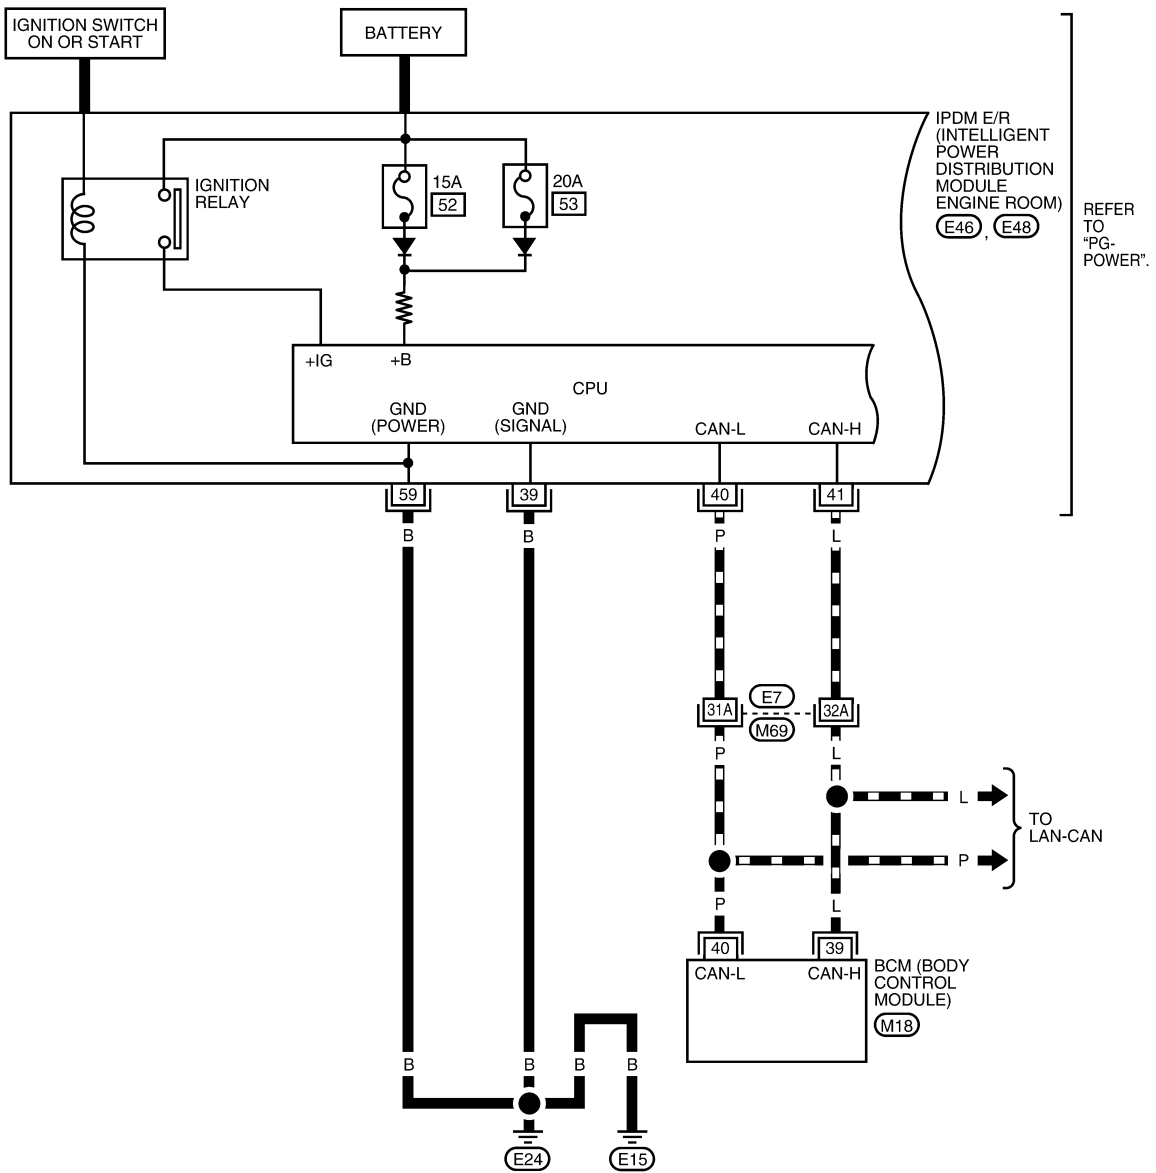 IGNITION SWITCH
ON OR START
BATTERY
IPDM E/R
(INTELLIGENT
POWER
DISTRIBUTION
MODULE
ENGINE ROOM)
E46 , E48
REFER
TO
“PG-
POWER”.
IGNITION
RELAY
15A
52
20A
53
+IG
+B
CPU
GND
(POWER)
GND
(SIGNAL)
CAN-L
CAN-H
59
39
40
41
B
B
P
L
31A
E7
M69
32A
P
L
L
P
TO
LAN-CAN
P
L
40
39
CAN-L
CAN-H
BCM (BODY
CONTROL
MODULE)
M18
B
B
B
B
E24
E15